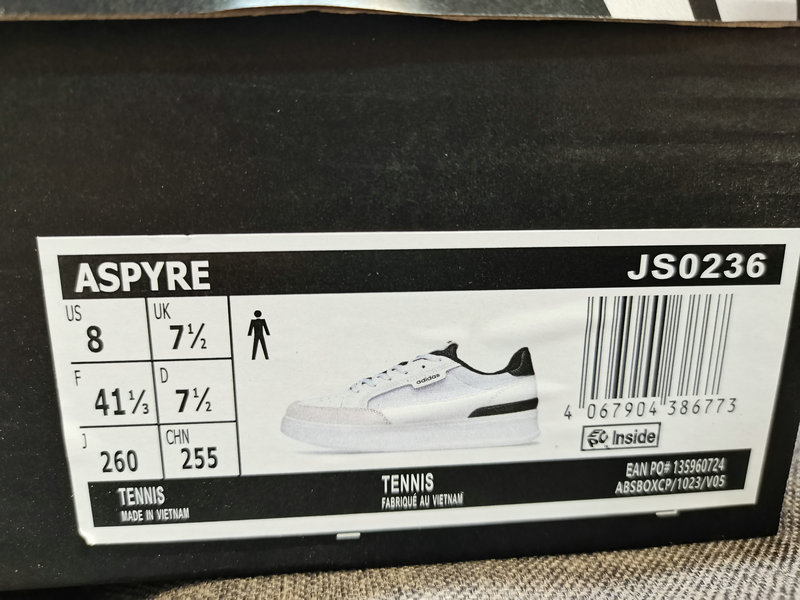 ASPYRE
JS0236
US
8
UK
7½
F
41⅓
D
7½
J
260
CHN
255
adidas
4 067904 386773
EPC Inside
EAN PO# 135960724
ABSBOXCP/1023/V05
TENNIS
MADE IN VIETNAM
TENNIS
FABRIQUÉ AU VIETNAM